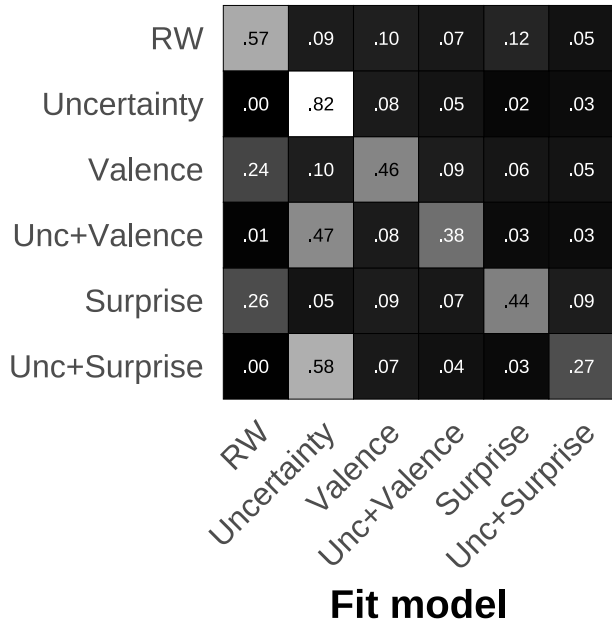 RW .57 .09 .10 .07 .12 .05
Uncertainty .00 .82 .08 .05 .02 .03
Valence .24 .10 .46 .09 .06 .05
Unc+Valence .01 .47 .08 .38 .03 .03
Surprise .26 .05 .09 .07 .44 .09
Unc+Surprise .00 .58 .07 .04 .03 .27
RW
Uncertainty
Valence
Unc+Valence
Surprise
Unc+Surprise
Fit model